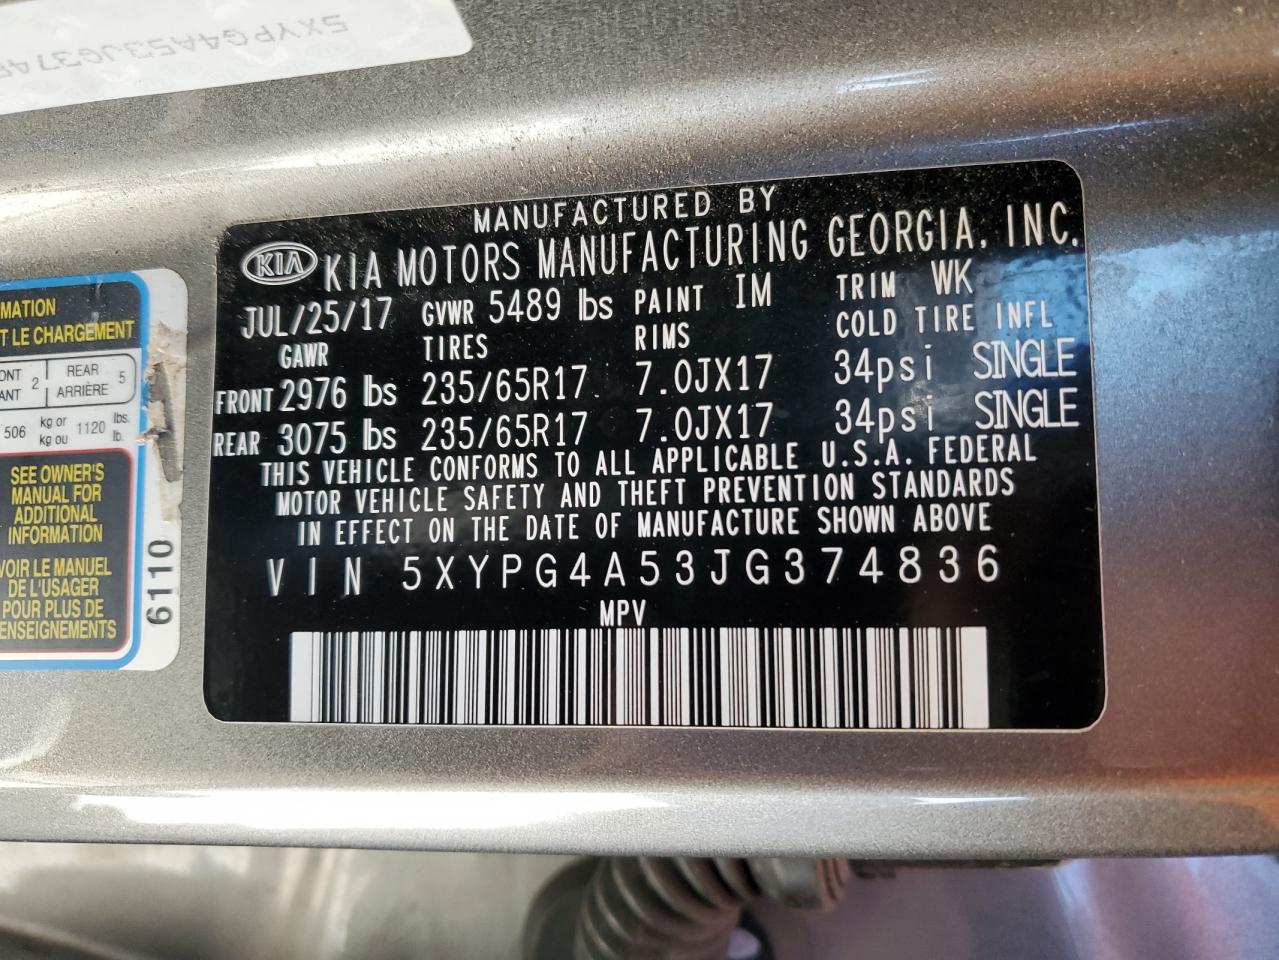 5XYPG4A53JG374
MANUFACTURED BY
KIA KIA MOTORS MANUFACTURING GEORGIA, INC.
JUL/25/17 GVWR 5489 lbs PAINT IM TRIM WK
GAWR TIRES RIMS COLD TIRE INFL
FRONT 2976 lbs 235/65R17 7.0JX17 34psi SINGLE
REAR 3075 lbs 235/65R17 7.0JX17 34psi SINGLE
THIS VEHICLE CONFORMS TO ALL APPLICABLE U.S.A. FEDERAL
MOTOR VEHICLE SAFETY AND THEFT PREVENTION STANDARDS
IN EFFECT ON THE DATE OF MANUFACTURE SHOWN ABOVE
VIN 5XYPG4A53JG374836
MPV
MATION
T LE CHARGEMENT
ONT 2 REAR 5
ANT ARRIÈRE
506 kg or 1120 lbs.
kg ou lb.
SEE OWNER'S
MANUAL FOR
ADDITIONAL
INFORMATION
VOIR LE MANUEL
DE L'USAGER
POUR PLUS DE
ENSEIGNEMENTS
6110